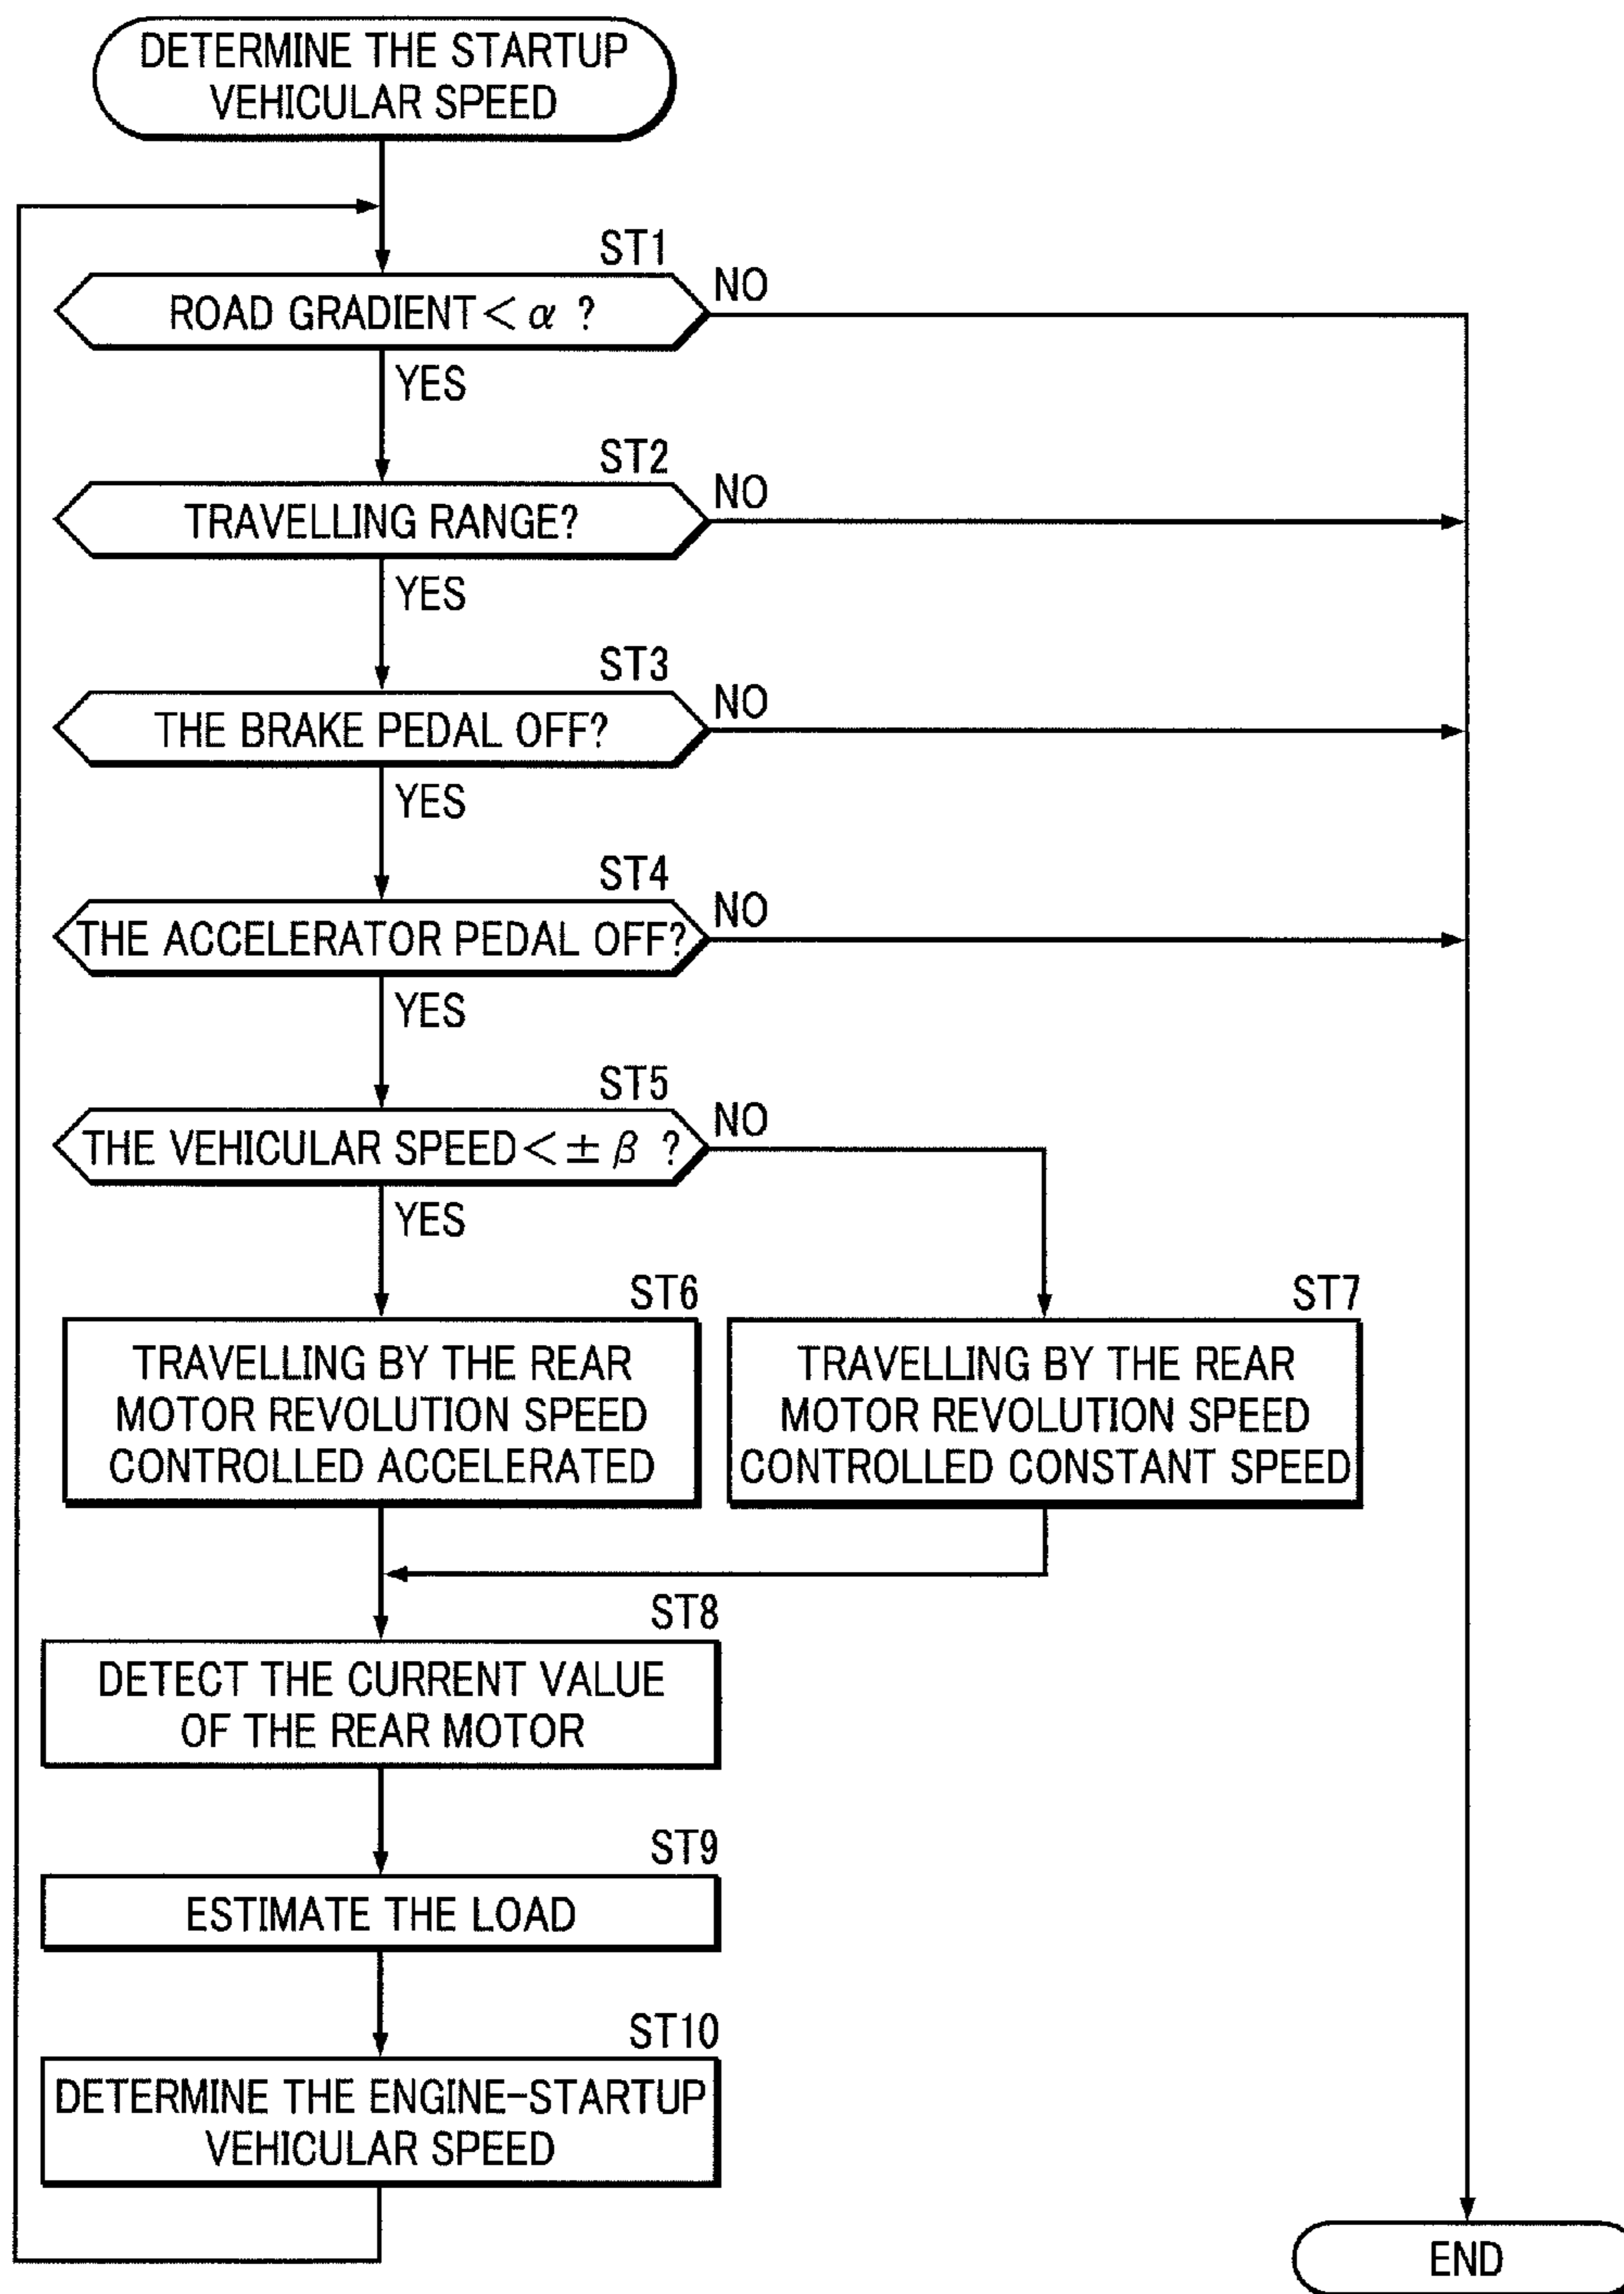 DETERMINE THE STARTUP
VEHICULAR SPEED
ST1
ROAD GRADIENT < α ?
NO
YES
ST2
TRAVELLING RANGE?
NO
YES
ST3
THE BRAKE PEDAL OFF?
NO
YES
ST4
THE ACCELERATOR PEDAL OFF?
NO
YES
ST5
THE VEHICULAR SPEED < ± β ?
NO
YES
ST6
TRAVELLING BY THE REAR
MOTOR REVOLUTION SPEED
CONTROLLED ACCELERATED
ST7
TRAVELLING BY THE REAR
MOTOR REVOLUTION SPEED
CONTROLLED CONSTANT SPEED
ST8
DETECT THE CURRENT VALUE
OF THE REAR MOTOR
ST9
ESTIMATE THE LOAD
ST10
DETERMINE THE ENGINE-STARTUP
VEHICULAR SPEED
END